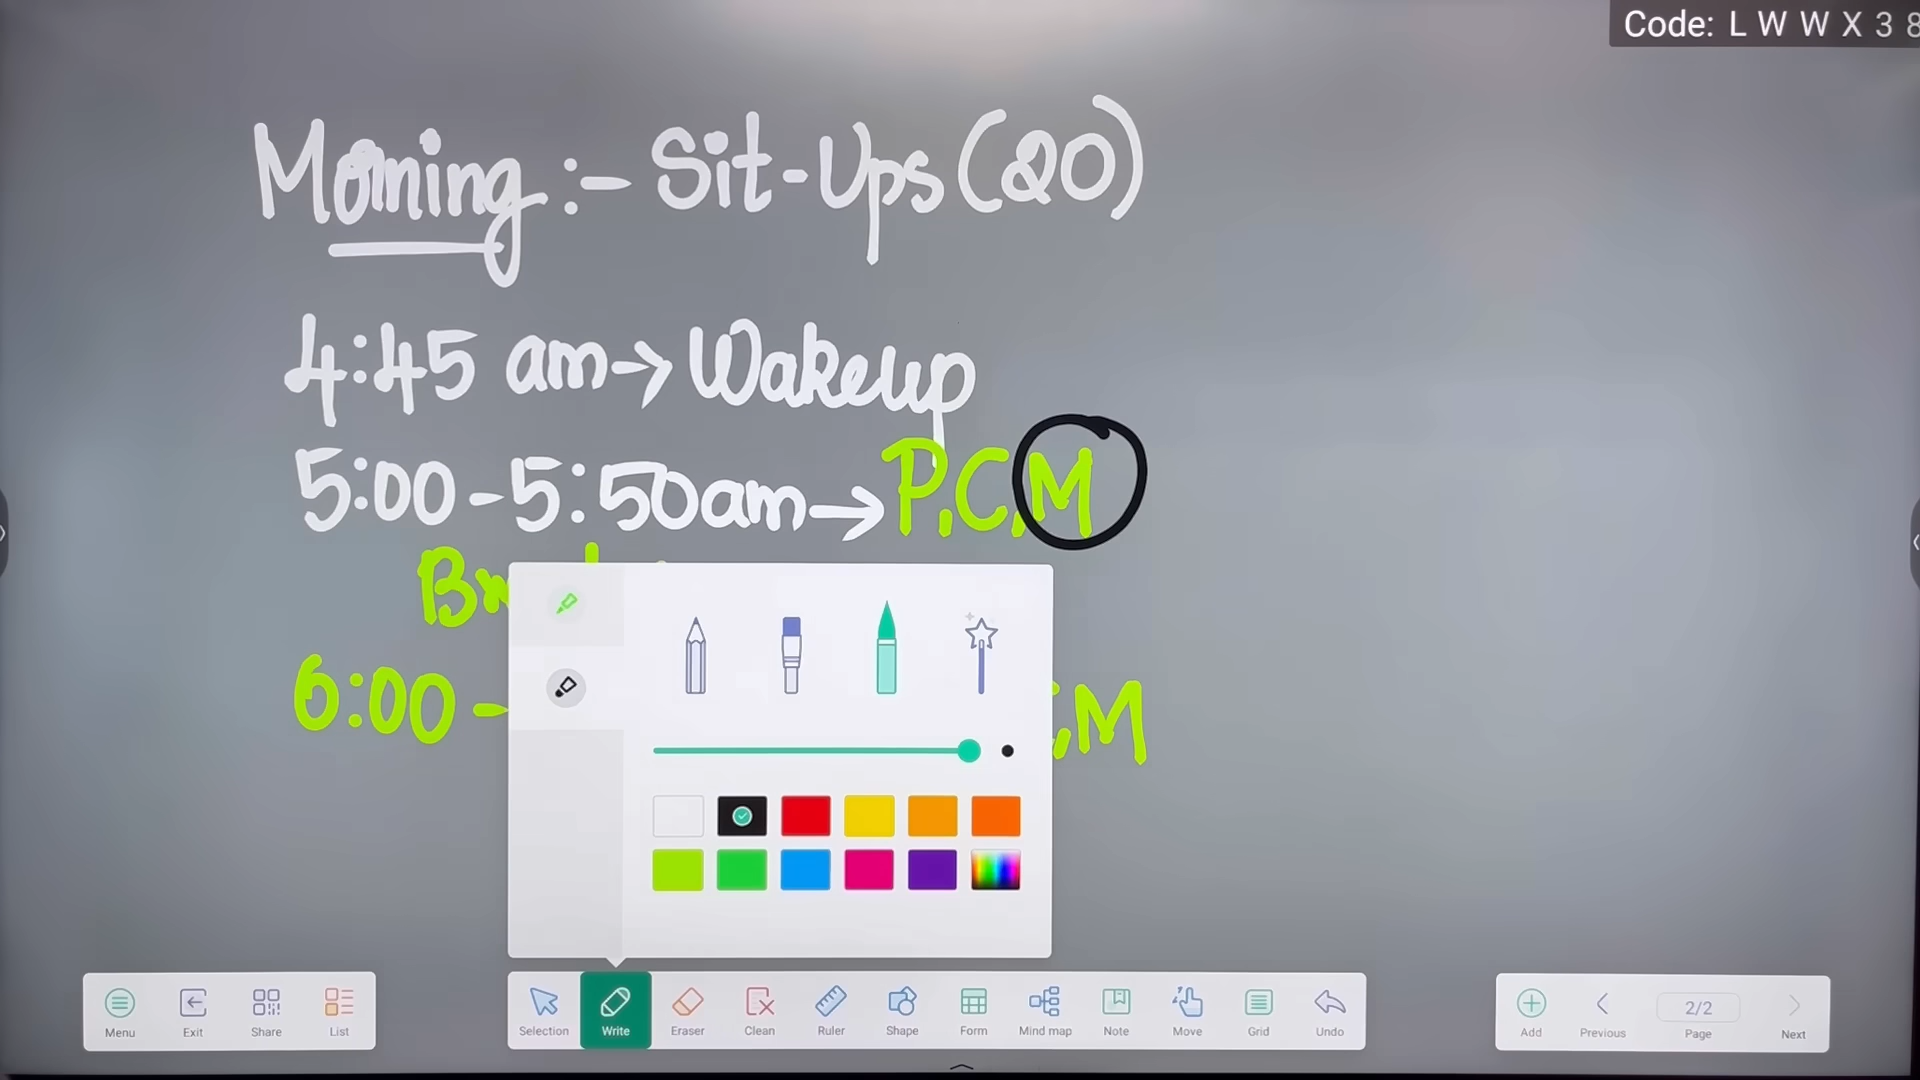 Code: L W W X 3 8
Morning :- Sit-Ups (20)
4:45 am → Wakeup
5:00 - 5:50am → P,C,M
6:00 -
,M
Menu
Exit
Share
List
Selection
Write
Eraser
Clean
Ruler
Shape
Form
Mind map
Note
Move
Grid
Undo
Add
Previous
2/2
Page
Next